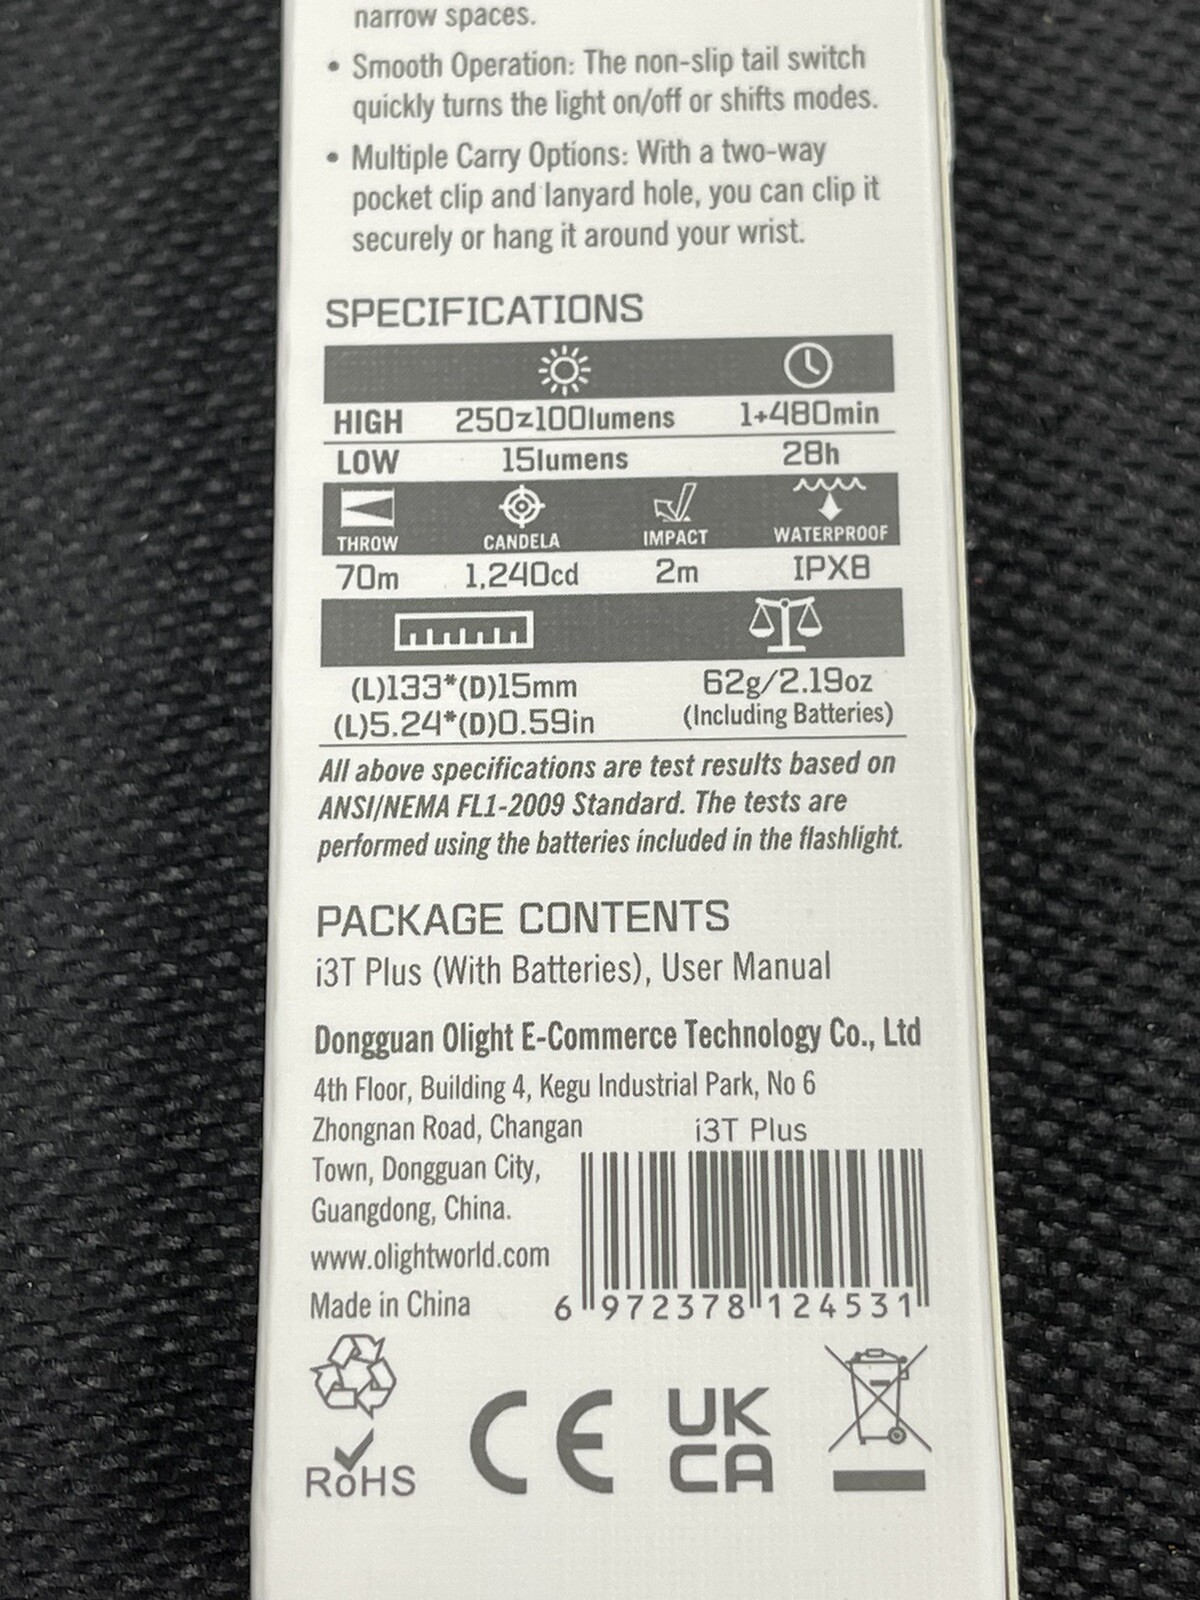 narrow spaces.
• Smooth Operation: The non-slip tail switch
quickly turns the light on/off or shifts modes.
• Multiple Carry Options: With a two-way
pocket clip and lanyard hole, you can clip it
securely or hang it around your wrist.
SPECIFICATIONS
HIGH 250z100lumens 1+480min
LOW 15lumens 28h
THROW CANDELA IMPACT WATERPROOF
70m 1,240cd 2m IPX8
(L)133*(D)15mm 62g/2.19oz
(L)5.24*(D)0.59in (Including Batteries)
All above specifications are test results based on
ANSI/NEMA FL1-2009 Standard. The tests are
performed using the batteries included in the flashlight.
PACKAGE CONTENTS
i3T Plus (With Batteries), User Manual
Dongguan Olight E-Commerce Technology Co., Ltd
4th Floor, Building 4, Kegu Industrial Park, No 6
Zhongnan Road, Changan
Town, Dongguan City,
Guangdong, China.
www.olightworld.com
Made in China
i3T Plus
6 972378 124531
RoHS
CE
UK
CA